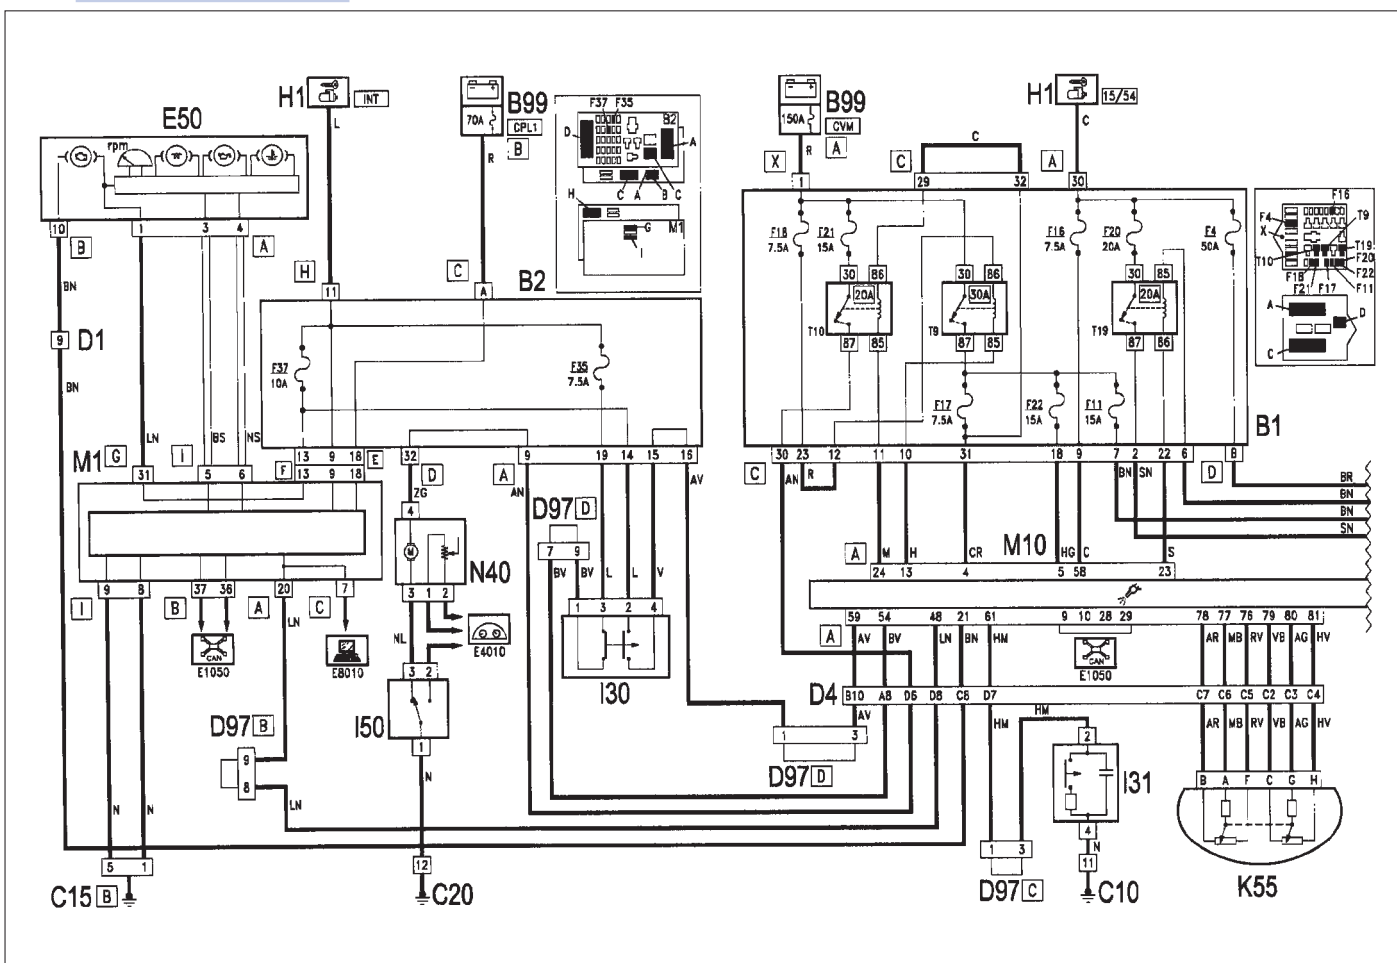 H1
INT
L
B99
70A
CPL1
B
R
F37 F35
B2
D
A
C A B C
H
G
M1
I
B99
150A
CVM
A
R
H1
15/54
C
E50
rpm
10
B
1
3
4
A
BN
9
D1
BN
LN
BS
NS
H
11
C
A
B2
F37
10A
F35
7.5A
X
1
C
29
C
32
A
30
F18
7.5A
F21
15A
F16
7.5A
F20
20A
F4
50A
30
86
20A
T10
87
85
30
86
30A
T9
87
85
30
85
20A
T19
87
86
F17
7.5A
F22
15A
F11
15A
B1
F16
F4
T9
X
T10
T19
F20
F18
F22
F21
F17
F11
A
D
C
M1
G
31
I
5
6
F
13
9
18
13
9
18
E
32
D
A
9
19
14
15
16
C
30
23
12
11
10
31
18
9
7
2
22
6
D
8
ZG
AN
AV
AN
R
BN
SN
BR
BN
BN
SN
4
M
N40
3
1
2
D97 D
7
9
BV
BV
L
L
V
1
3
2
4
I30
M
H
CR
HG
C
S
M10
A
24
13
4
5
58
23
I
9
8
B
37
36
A
20
C
7
LN
CAN
E1050
E8010
NL
E4010
3
2
I50
1
N
A
59
54
48
21
61
9
10
28
29
78
77
76
79
80
81
AV
BV
LN
BN
HM
CAN
E1050
AR
MB
RV
VB
AG
HV
D4
B10
A8
D6
D8
C6
D7
C7
C6
C5
C2
C3
C4
AV
HM
HM
AR
MB
RV
VB
AG
HV
D97 B
9
8
LN
1
3
D97 D
2
I31
4
N
11
C10
B
A
F
C
G
H
K55
N
N
5
1
C15 B
12
C20
1
3
D97 C